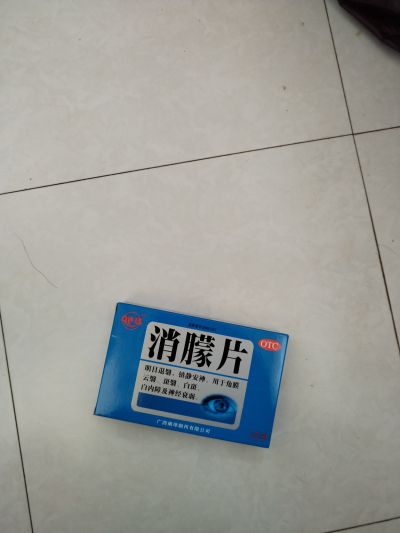 消朦片
OTC
明目退翳、镇静安神。用于角膜
云翳、斑翳、白斑、
白内障及神经衰弱。